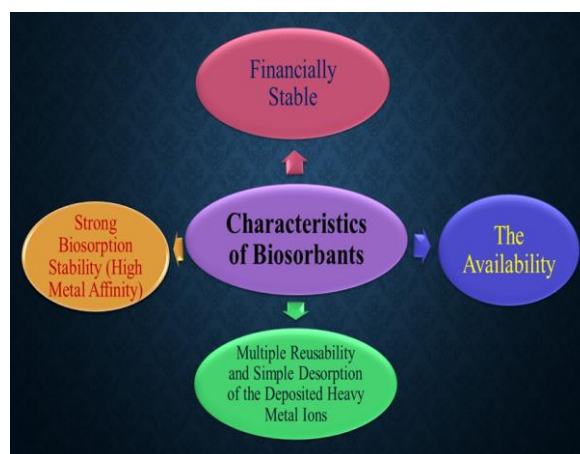 Financially
Stable
Strong
Biosorption
Stability (High
Metal Affinity)
Characteristics
of Biosorbants
The
Availability
Multiple Reusability
and Simple Desorption
of the Deposited Heavy
Metal Ions